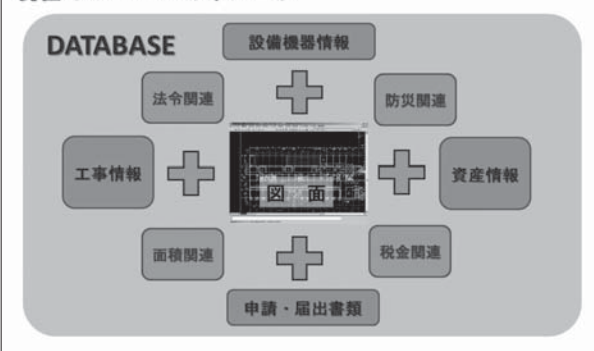 DATABASE
設備機器情報
法令関連
防災関連
工事情報
図 面
資産情報
面積関連
税金関連
申請・届出書類